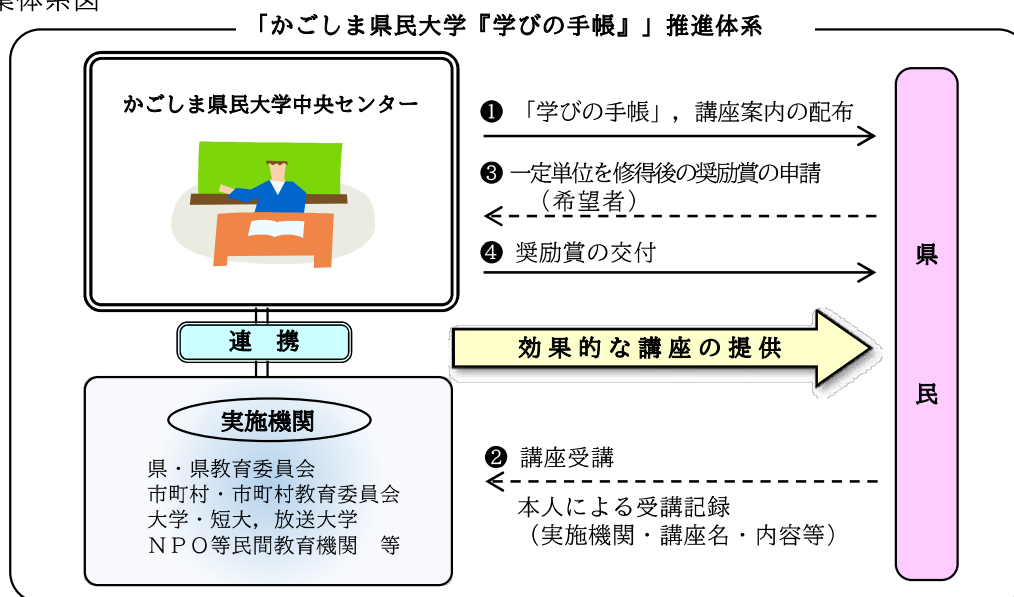 業体系図
「かごしま県民大学『学びの手帳』」推進体系
かごしま県民大学中央センター
❶ 「学びの手帳」，講座案内の配布
❸ 一定単位を修得後の奨励賞の申請
（希望者）
❹ 奨励賞の交付
県民
連 携
効果的な講座の提供
実施機関
県・県教育委員会
市町村・市町村教育委員会
大学・短大，放送大学
ＮＰＯ等民間教育機関　等
❷ 講座受講
本人による受講記録
（実施機関・講座名・内容等）